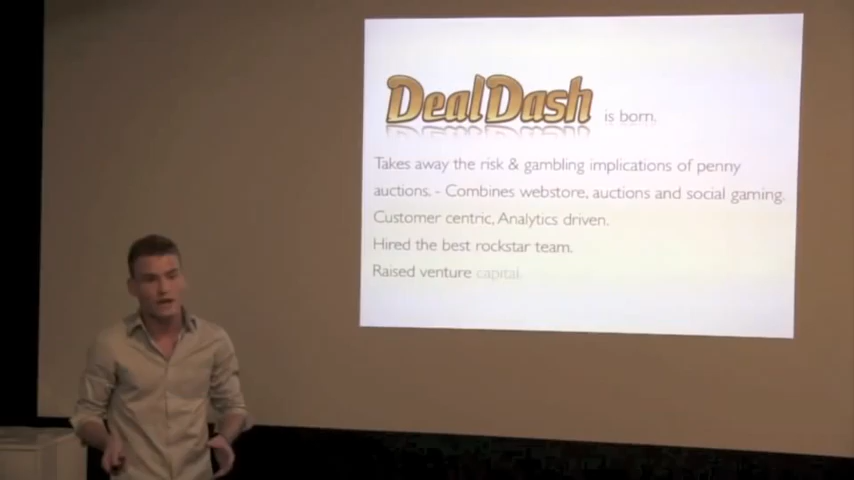 DealDash is born.
Takes away the risk & gambling implications of penny
auctions. - Combines webstore, auctions and social gaming.
Customer centric, Analytics driven.
Hired the best rockstar team.
Raised venture capital.